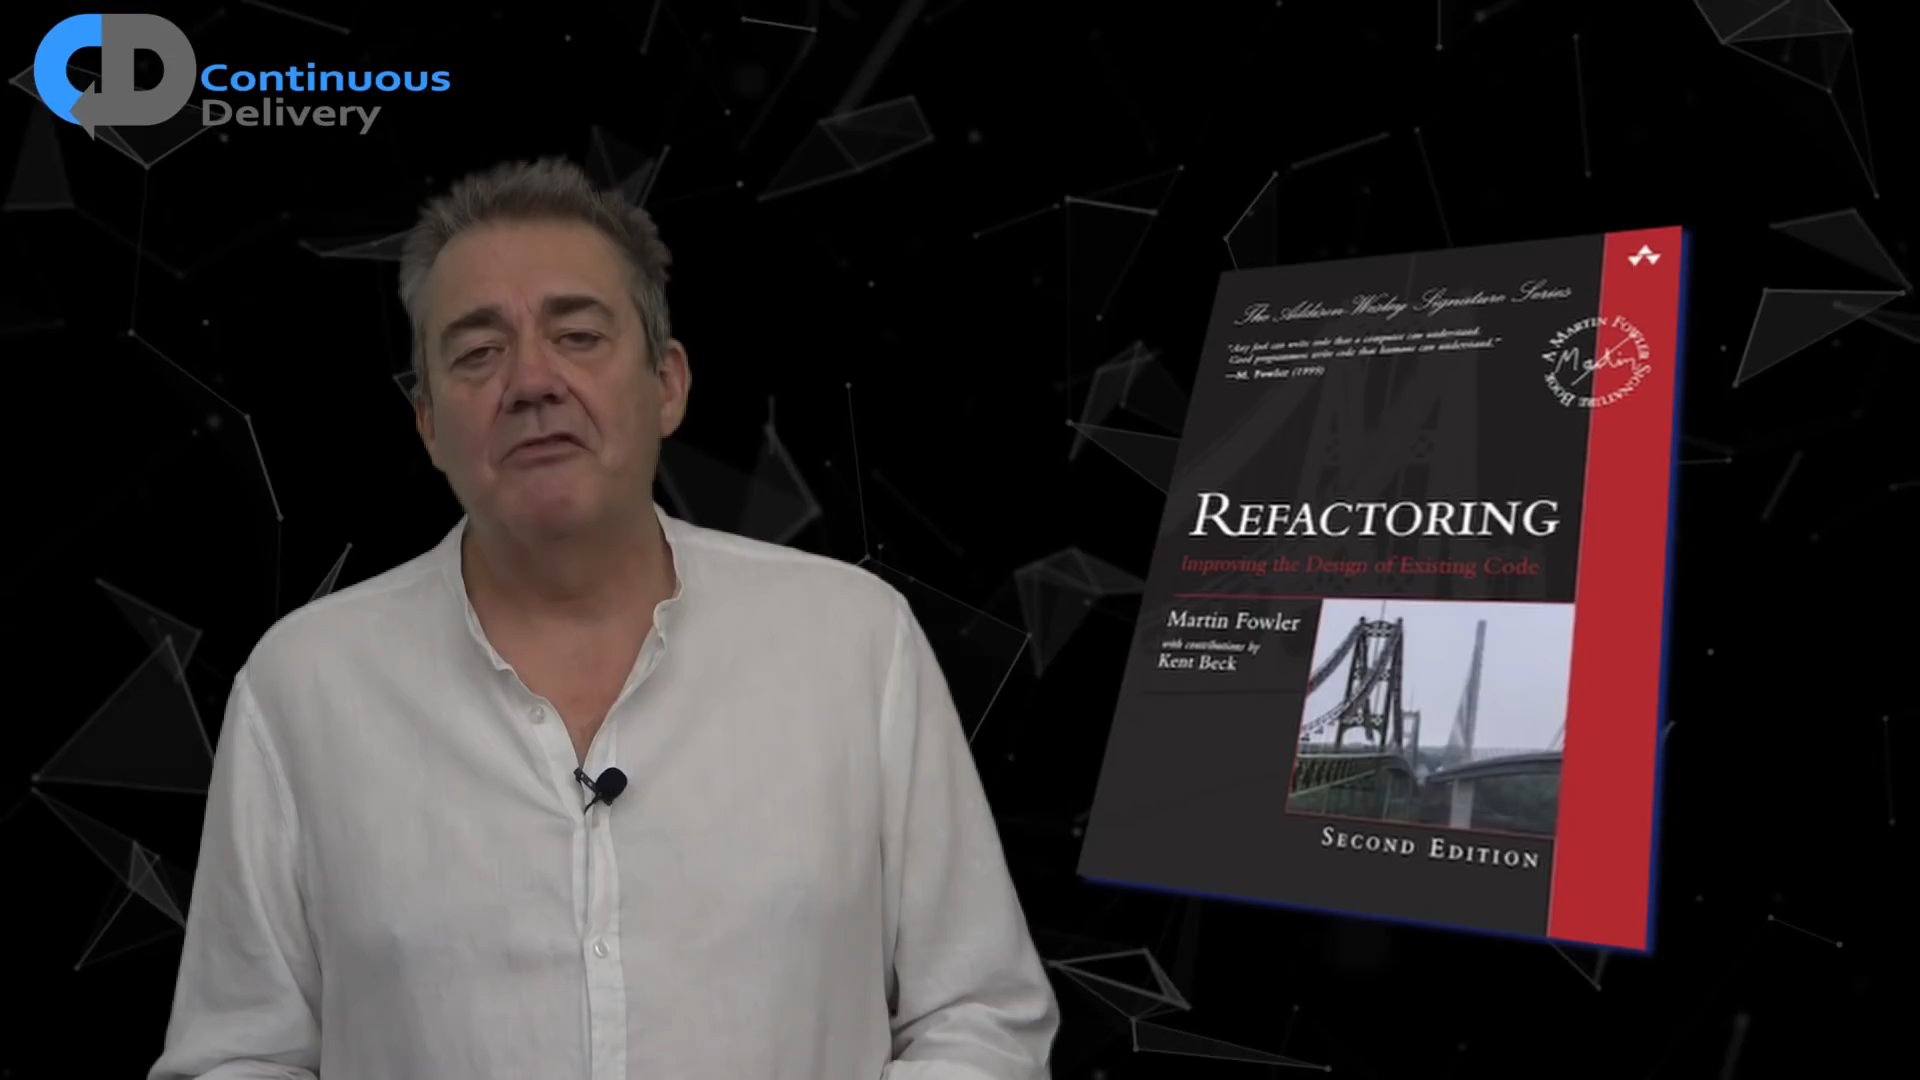 Continuous
Delivery
The Addison-Wesley Signature Series
"Any fool can write code that a computer can understand.
Good programmers write code that humans can understand."
—M. Fowler (1999)
A MARTIN FOWLER SIGNATURE BOOK
Martin
REFACTORING
Improving the Design of Existing Code
Martin Fowler
with contributions by
Kent Beck
SECOND EDITION